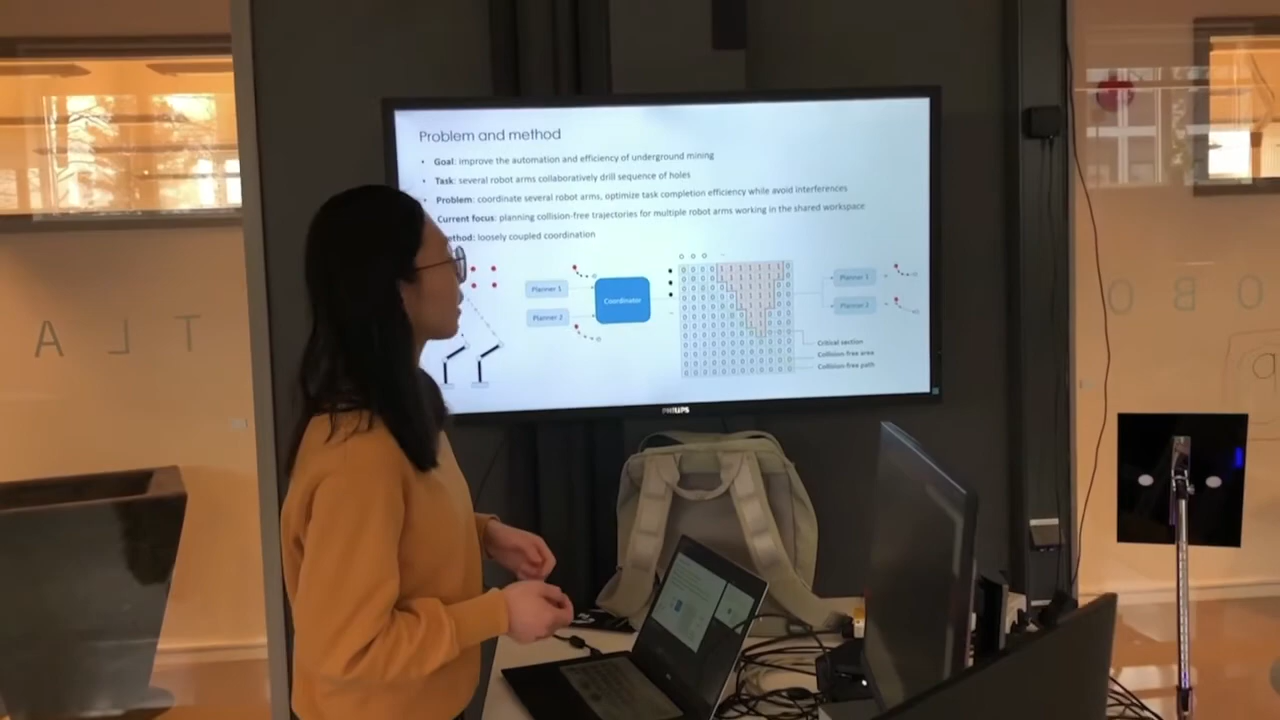 Problem and method
• Goal: improve the automation and efficiency of underground mining
• Task: several robot arms collaboratively drill sequence of holes
• Problem: coordinate several robot arms, optimize task completion efficiency while avoid interferences
Current focus: planning collision-free trajectories for multiple robot arms working in the shared workspace
ethod: loosely coupled coordination
Planner 1
Planner 2
Coordinator
Planner 1
Planner 2
Critical section
Collision-free area
Collision-free path
PHILIPS